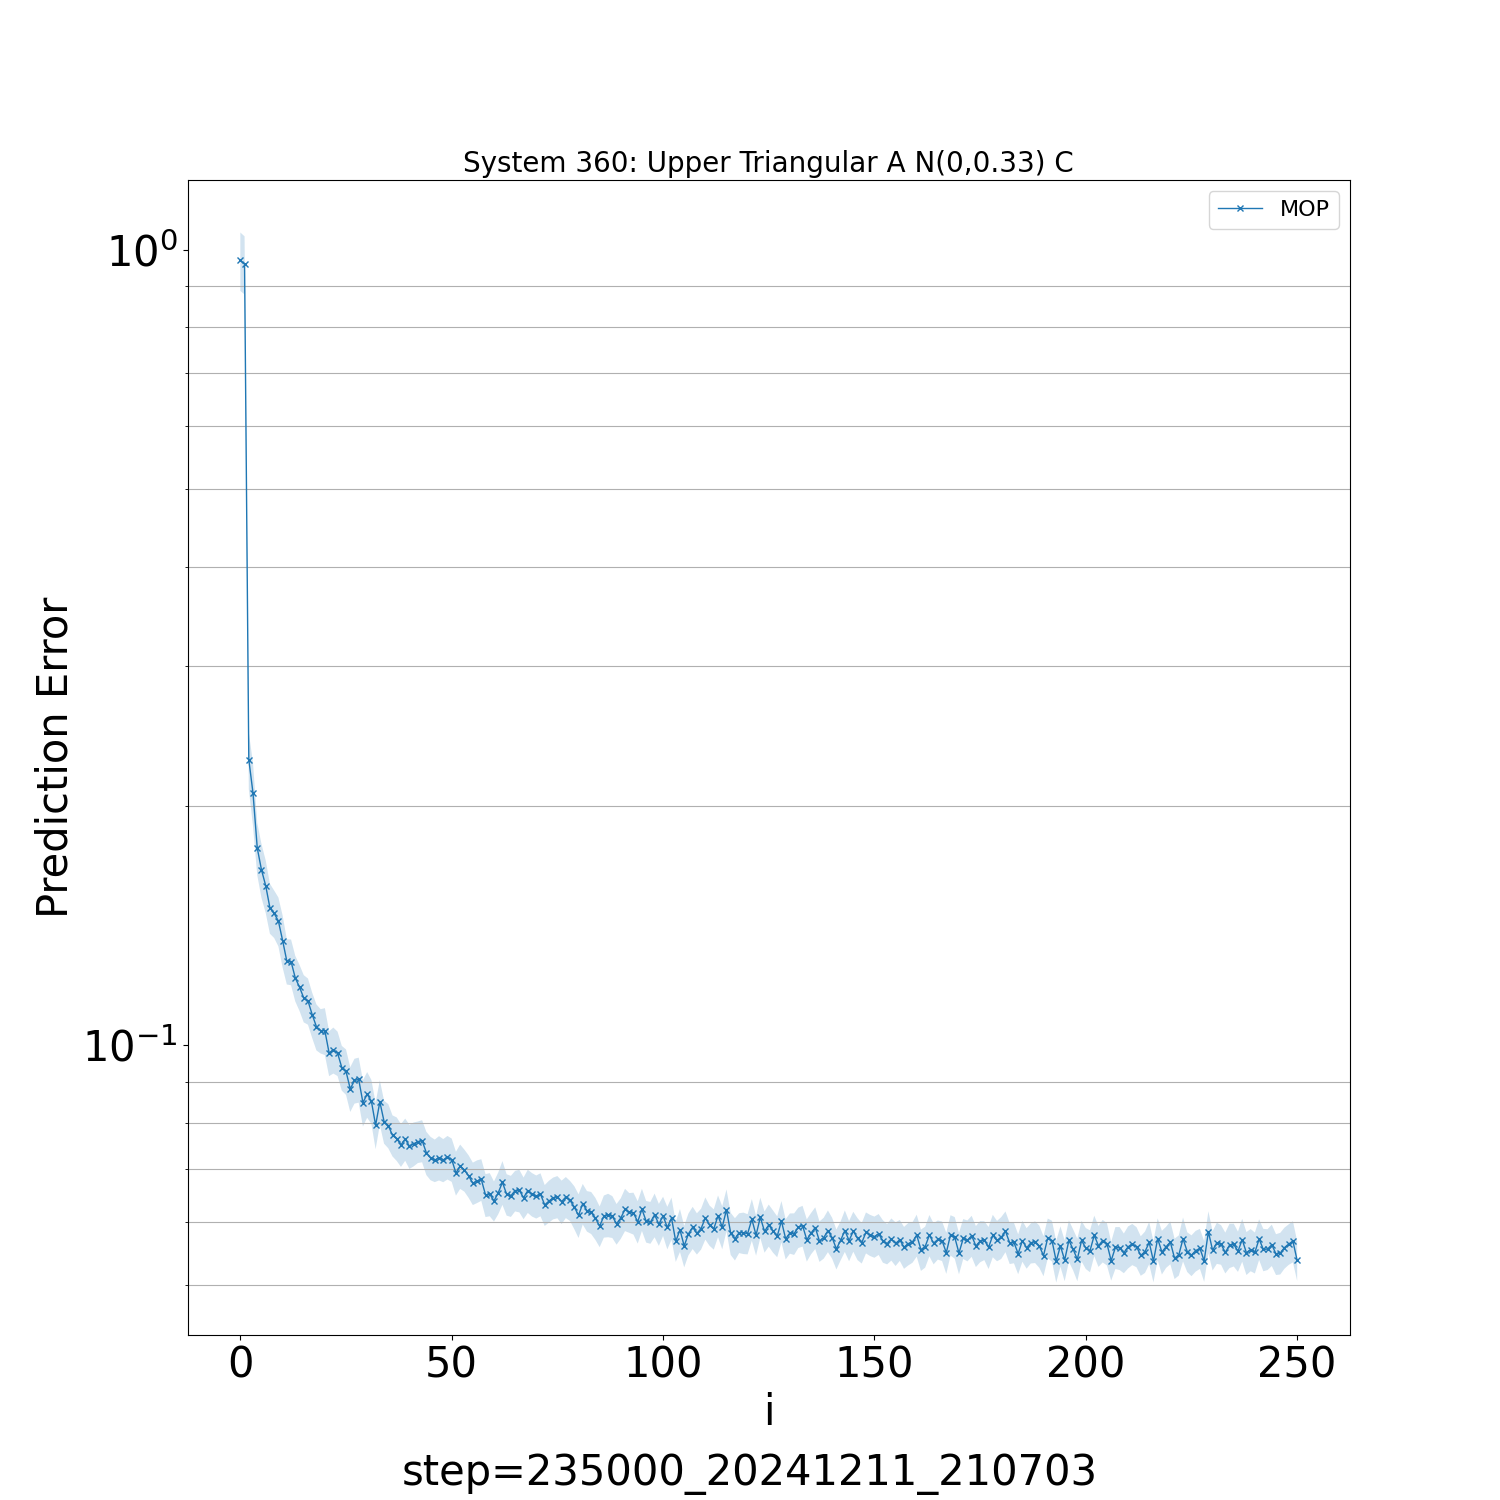 System 360: Upper Triangular A N(0,0.33) C
MOP
10⁰
10⁻¹
Prediction Error
0 50 100 150 200 250
i
step=235000_20241211_210703